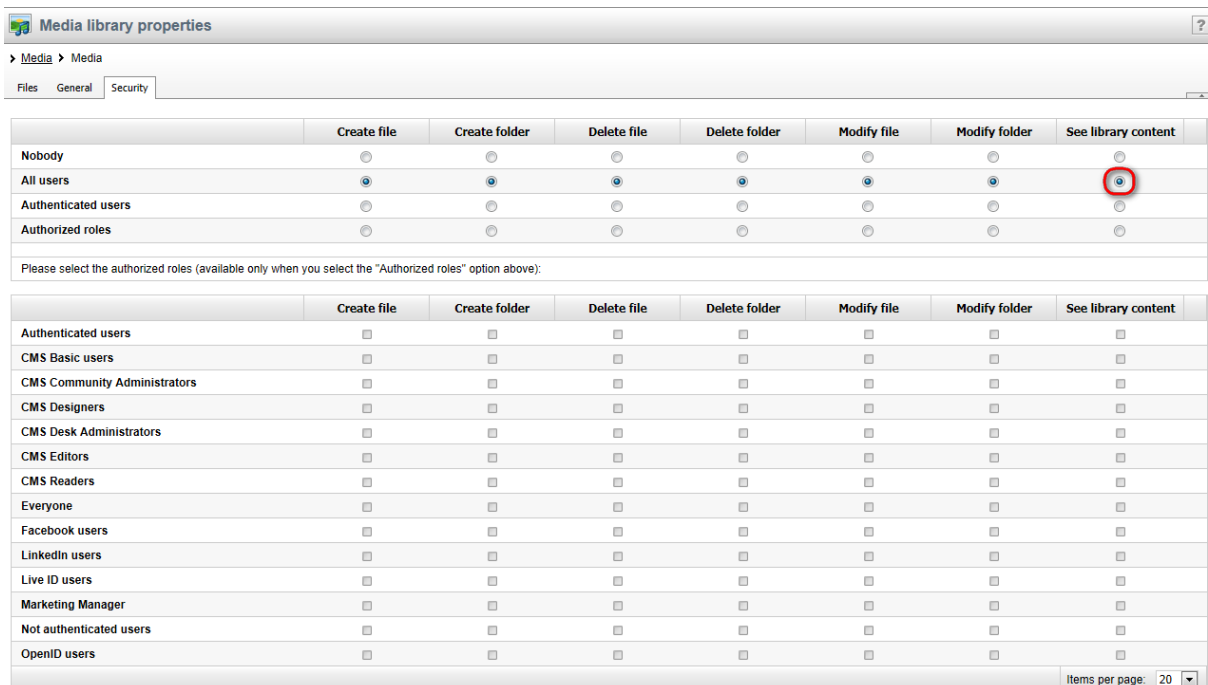 Media library properties
?
Media > Media
Files General Security
Create file Create folder Delete file Delete folder Modify file Modify folder See library content
Nobody
All users
Authenticated users
Authorized roles
Please select the authorized roles (available only when you select the "Authorized roles" option above):
Create file Create folder Delete file Delete folder Modify file Modify folder See library content
Authenticated users
CMS Basic users
CMS Community Administrators
CMS Designers
CMS Desk Administrators
CMS Editors
CMS Readers
Everyone
Facebook users
LinkedIn users
Live ID users
Marketing Manager
Not authenticated users
OpenID users
Items per page: 20